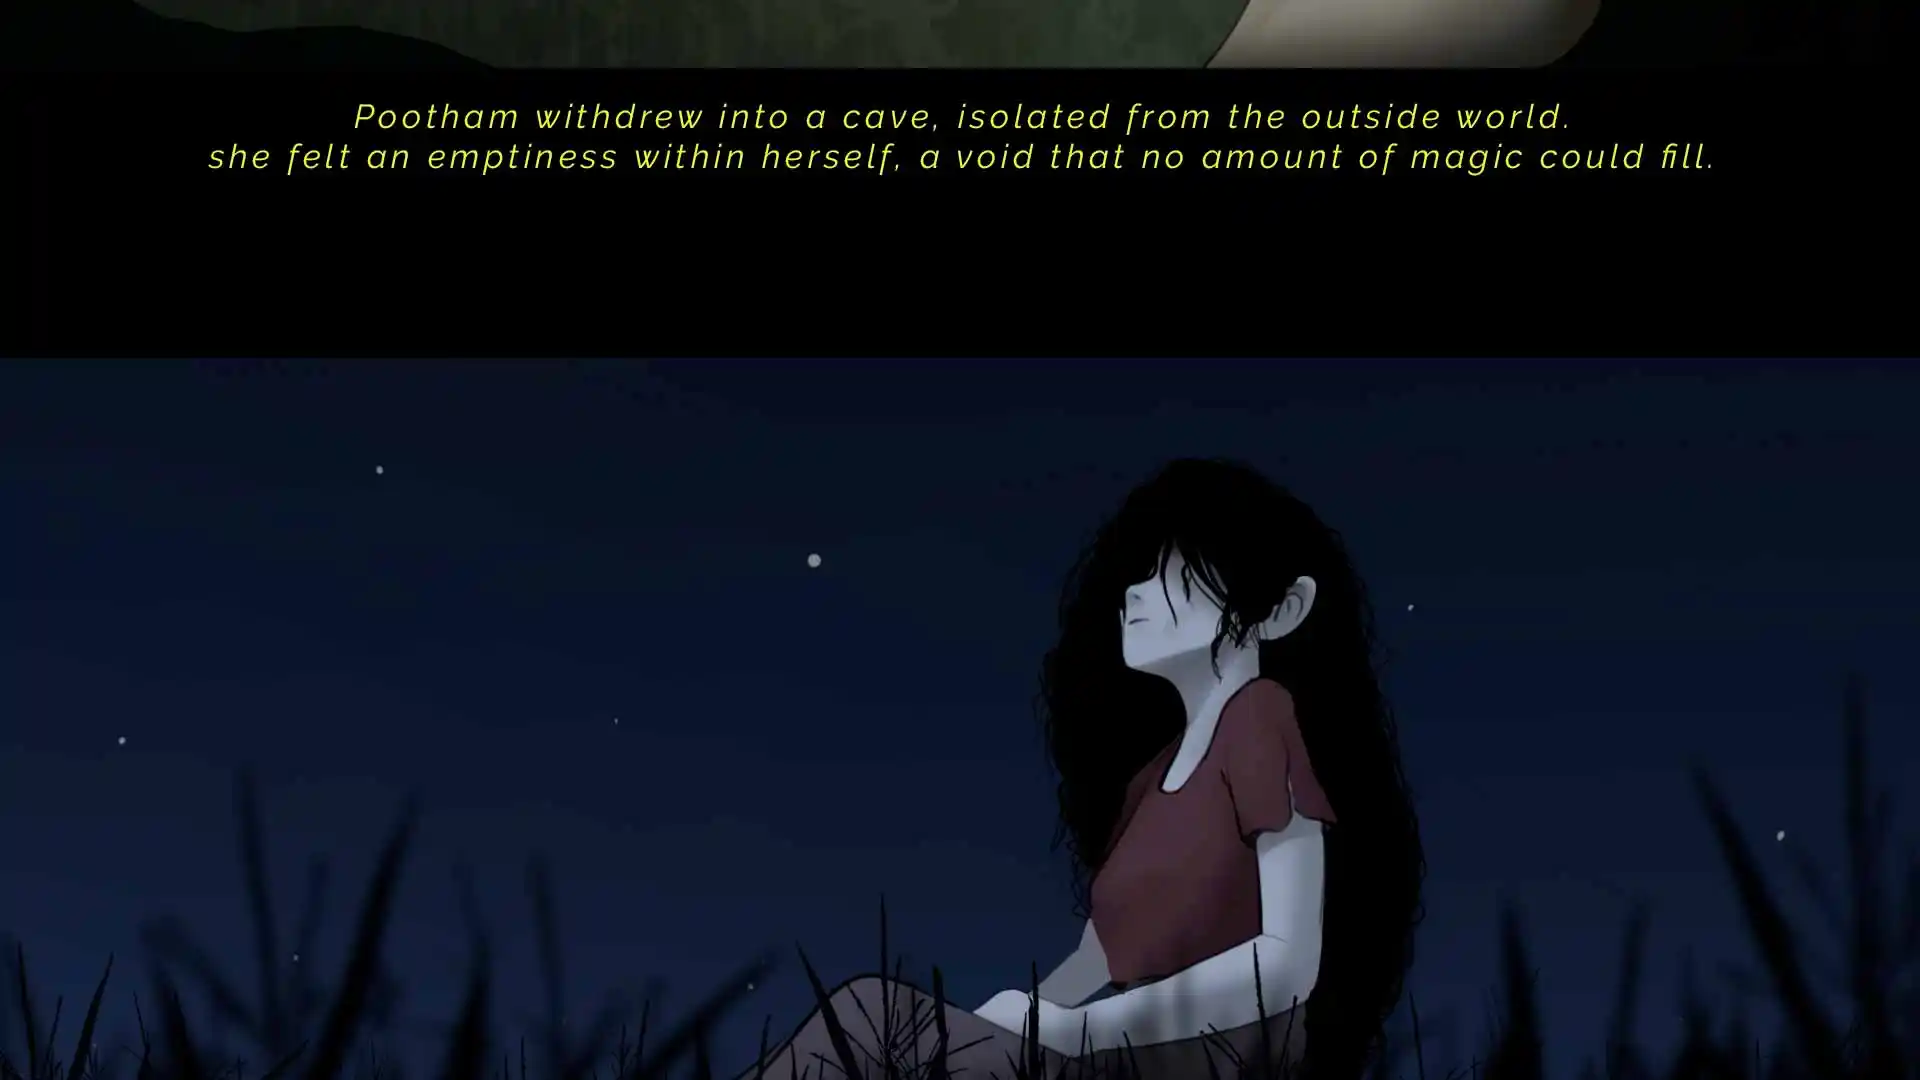 Pootham withdrew into a cave, isolated from the outside world.
she felt an emptiness within herself, a void that no amount of magic could fill.